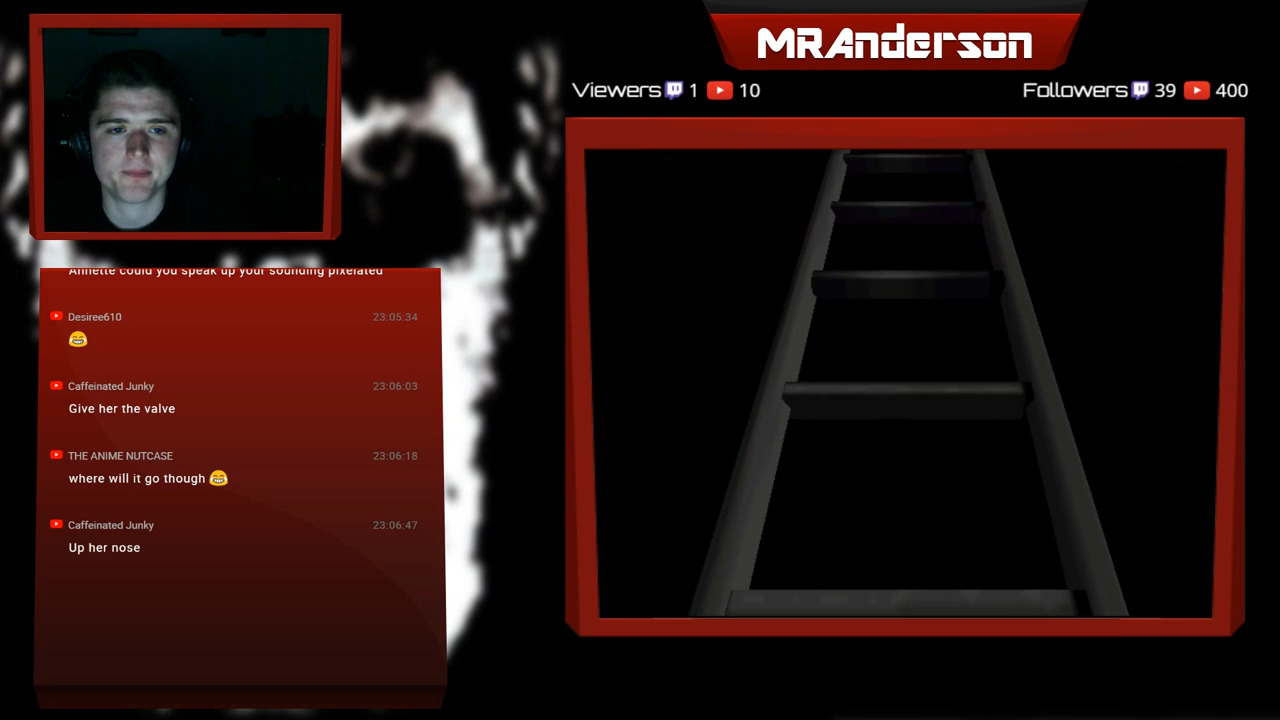 MRAnderson
Viewers 1 10
Followers 39 400
Annette could you speak up your sounding pixelated
Desiree610 23:05:34
😂
Caffeinated Junky 23:06:03
Give her the valve
THE ANIME NUTCASE 23:06:18
where will it go though 😂
Caffeinated Junky 23:06:47
Up her nose